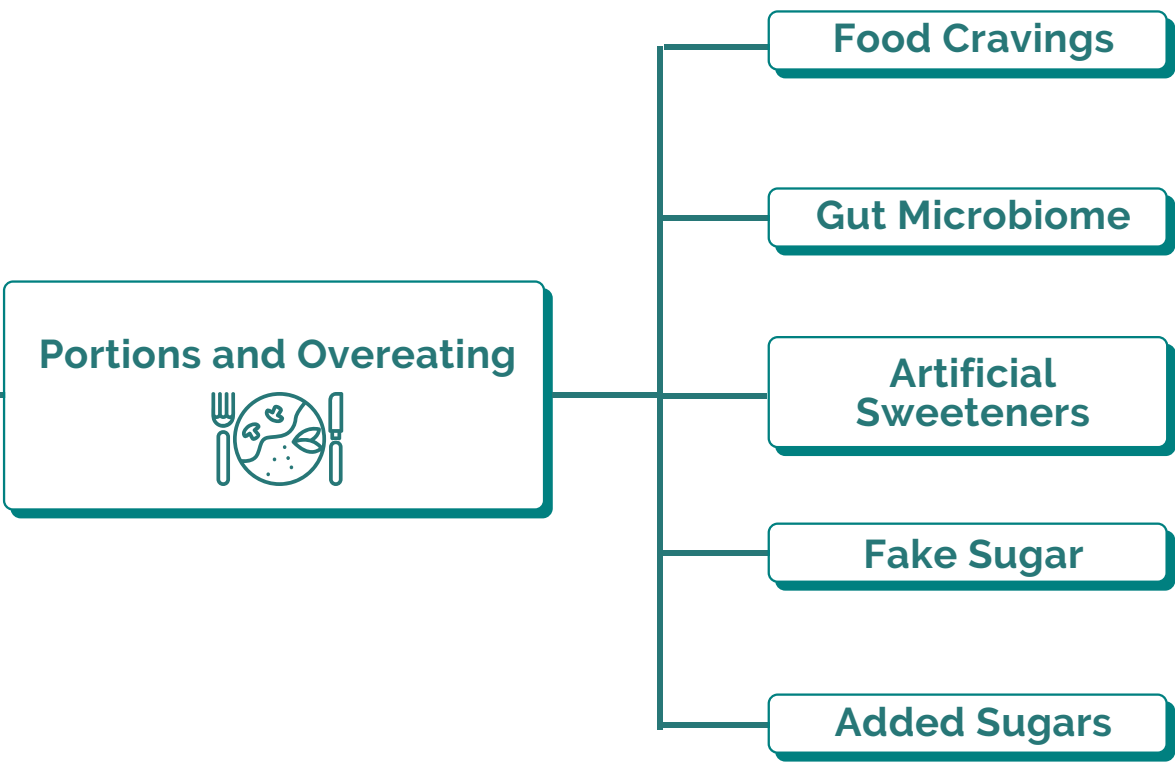 Portions and Overeating
Food Cravings
Gut Microbiome
Artificial
Sweeteners
Fake Sugar
Added Sugars